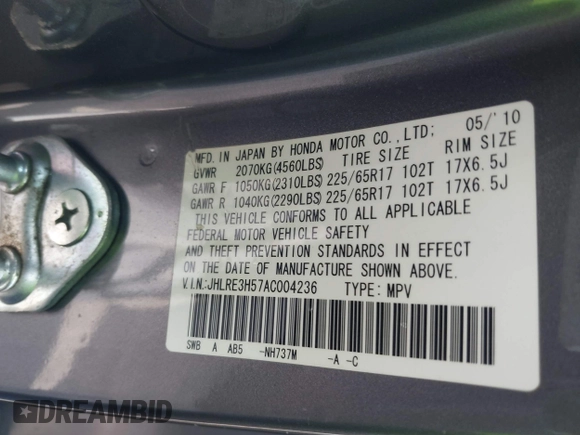 MFD. IN JAPAN BY HONDA MOTOR CO., LTD; 05/'10
GVWR 2070KG(4560LBS) TIRE SIZE RIM SIZE
GAWR F 1050KG(2310LBS) 225/65R17 102T 17X6.5J
GAWR R 1040KG(2290LBS) 225/65R17 102T 17X6.5J
THIS VEHICLE CONFORMS TO ALL APPLICABLE
FEDERAL MOTOR VEHICLE SAFETY
AND THEFT PREVENTION STANDARDS IN EFFECT
ON THE DATE OF MANUFACTURE SHOWN ABOVE.
V.I.N.:JHLRE3H57AC004236 TYPE: MPV
SWB A AB5 -NH737M -A -C
DREAMBID